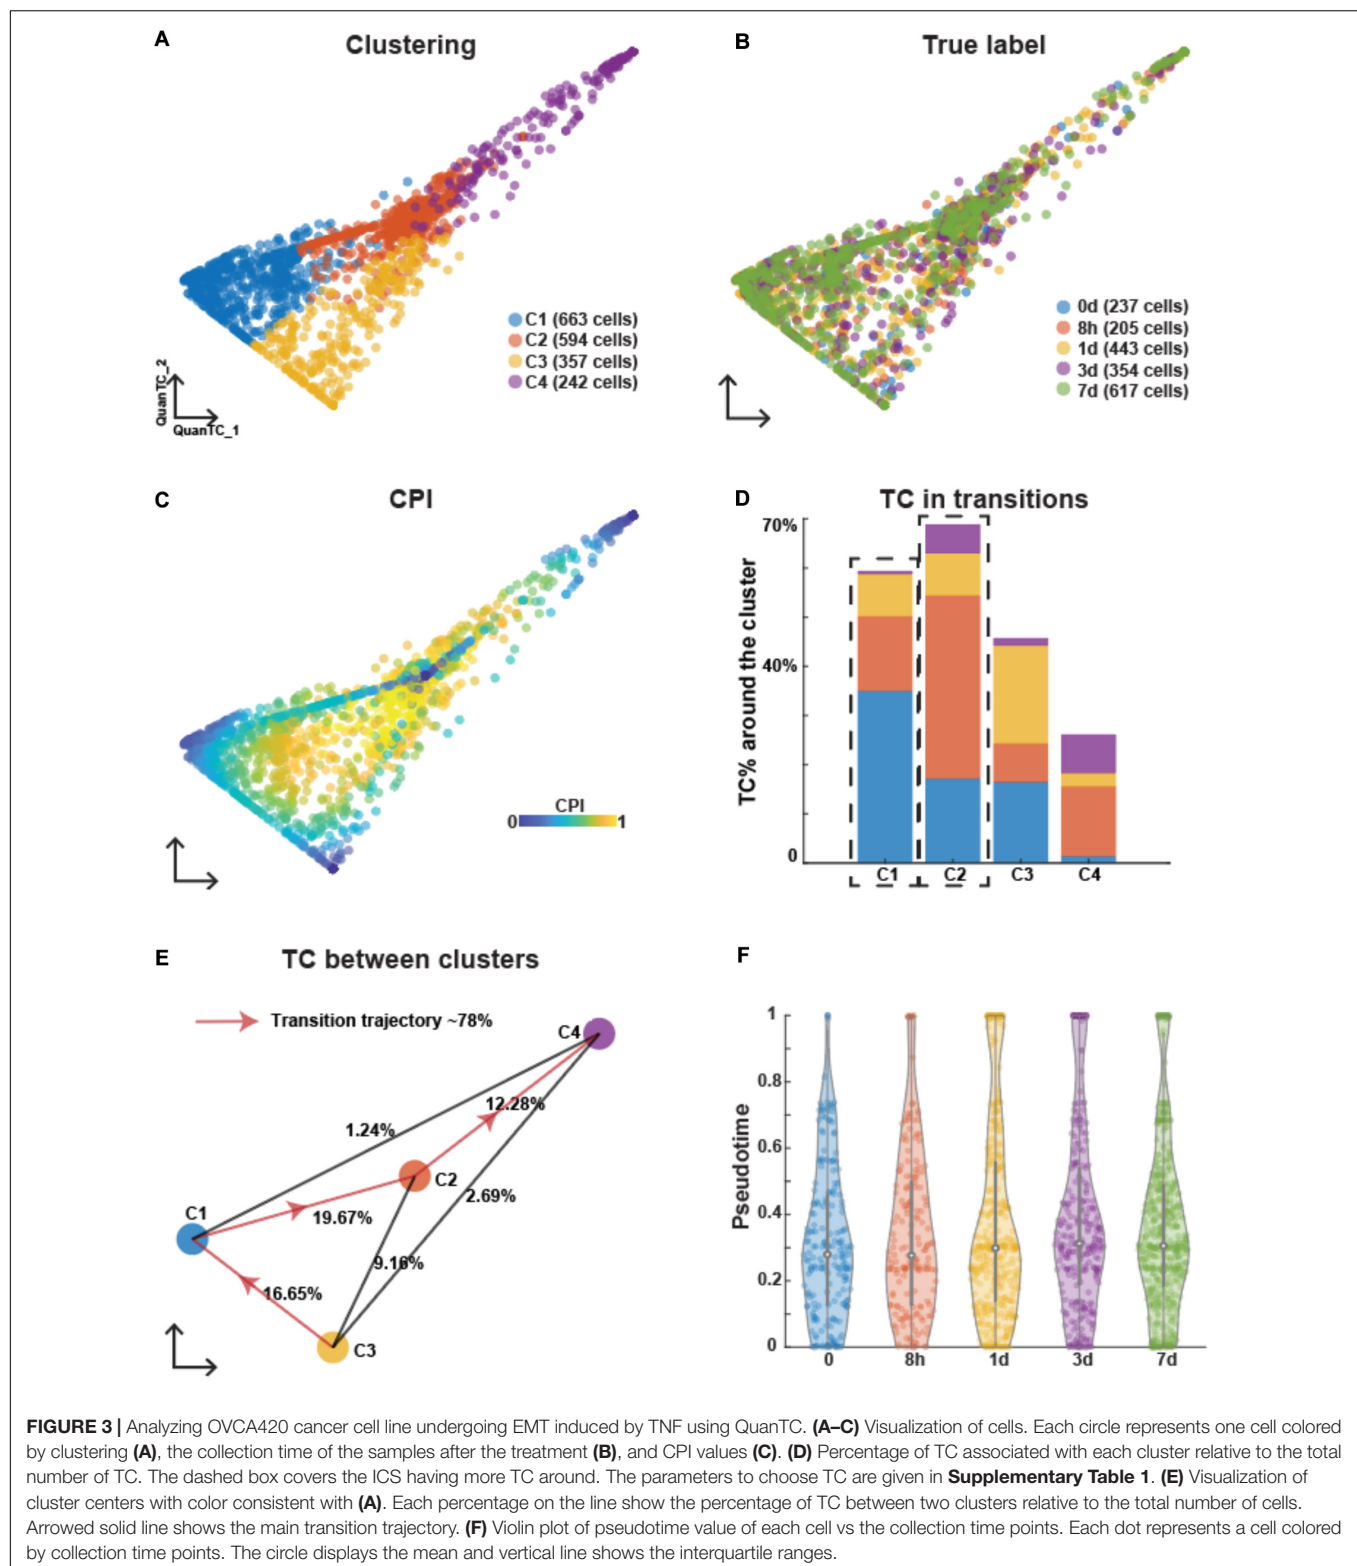 A
Clustering
C1 (663 cells)
C2 (594 cells)
C3 (357 cells)
C4 (242 cells)
QuanTC_2
QuanTC_1
B
True label
0d (237 cells)
8h (205 cells)
1d (443 cells)
3d (354 cells)
7d (617 cells)
C
CPI
CPI
0 1
D
TC in transitions
TC% around the cluster
70%
40%
0
C1 C2 C3 C4
E
TC between clusters
Transition trajectory ~78%
C4
12.28%
1.24%
C2
2.69%
C1
19.67%
9.16%
16.65%
C3
F
Pseudotime
1
0.8
0.6
0.4
0.2
0
0 8h 1d 3d 7d
FIGURE 3 | Analyzing OVCA420 cancer cell line undergoing EMT induced by TNF using QuanTC. (A–C) Visualization of cells. Each circle represents one cell colored
by clustering (A), the collection time of the samples after the treatment (B), and CPI values (C). (D) Percentage of TC associated with each cluster relative to the total
number of TC. The dashed box covers the ICS having more TC around. The parameters to choose TC are given in Supplementary Table 1. (E) Visualization of
cluster centers with color consistent with (A). Each percentage on the line show the percentage of TC between two clusters relative to the total number of cells.
Arrowed solid line shows the main transition trajectory. (F) Violin plot of pseudotime value of each cell vs the collection time points. Each dot represents a cell colored
by collection time points. The circle displays the mean and vertical line shows the interquartile ranges.